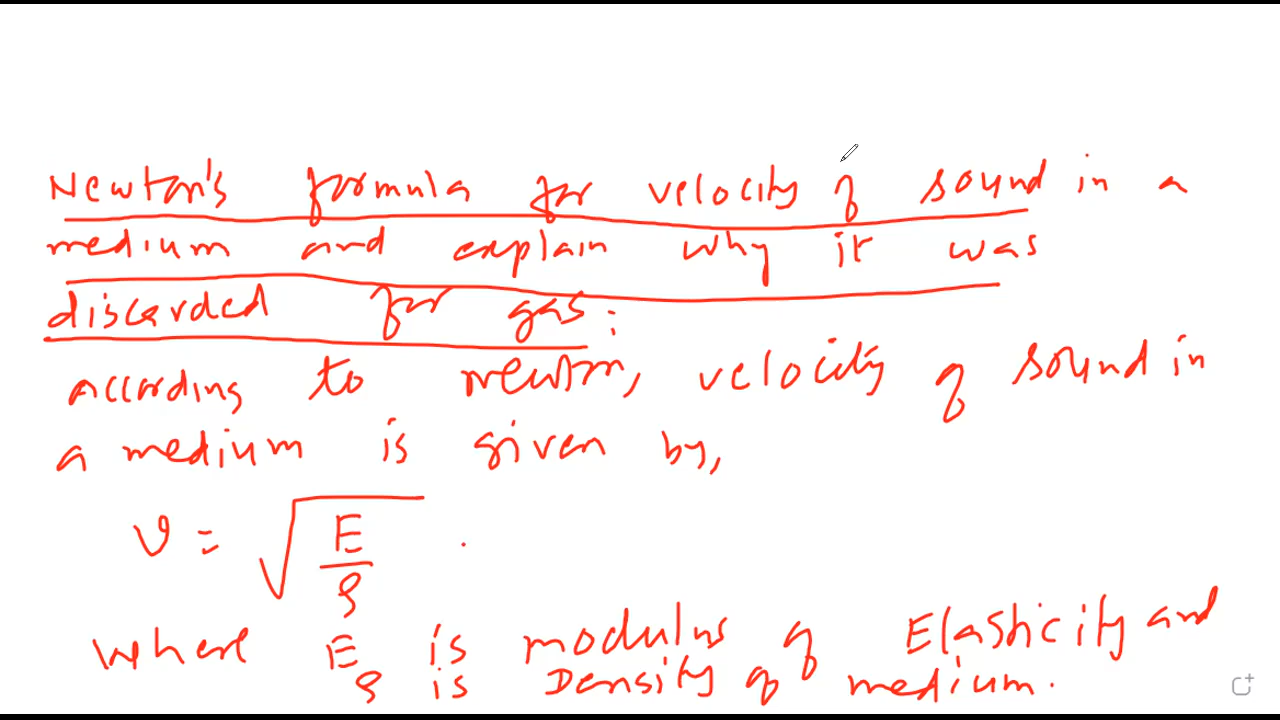 Newton's formula for velocity of sound in a
medium and explain why it was
discarded for gas:
according to newton, velocity of sound in
a medium is given by,
v = √(E/ρ) .
where E is modulus of Elasticity and
ρ is Density of medium.